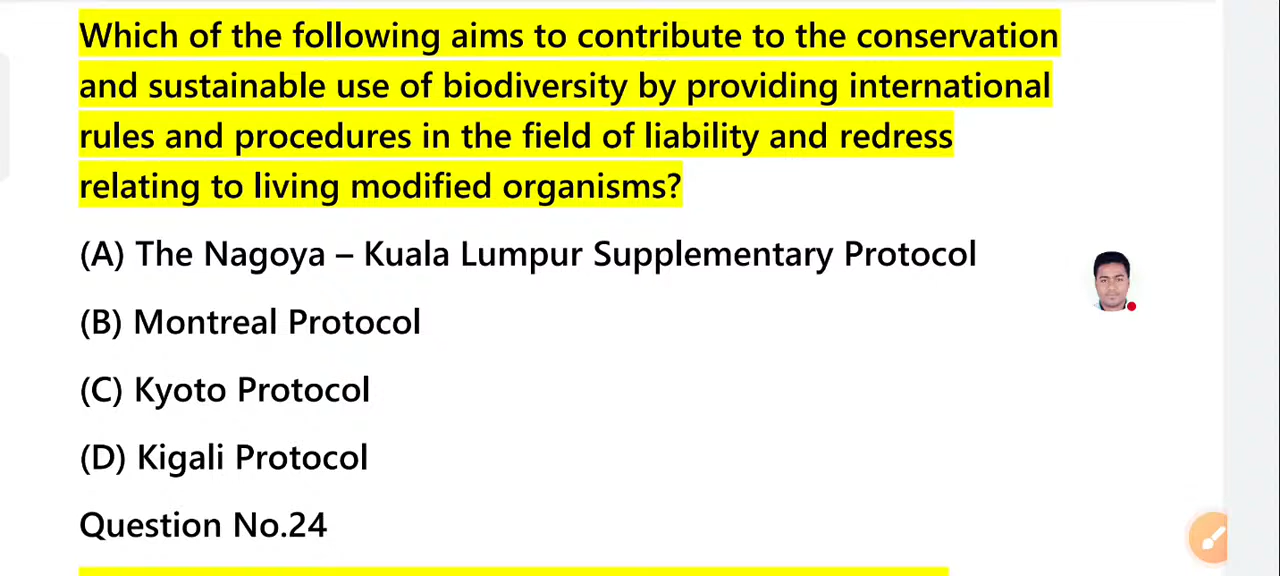 Which of the following aims to contribute to the conservation
and sustainable use of biodiversity by providing international
rules and procedures in the field of liability and redress
relating to living modified organisms?
(A) The Nagoya – Kuala Lumpur Supplementary Protocol
(B) Montreal Protocol
(C) Kyoto Protocol
(D) Kigali Protocol
Question No.24